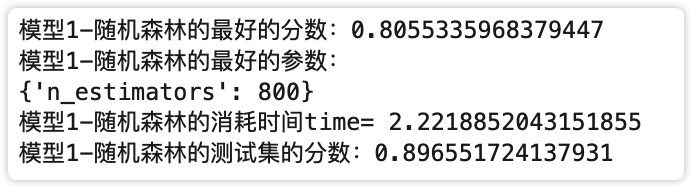 模型1-随机森林的最好的分数：0.8055335968379447
模型1-随机森林的最好的参数：
{'n_estimators': 800}
模型1-随机森林的消耗时间time= 2.2218852043151855
模型1-随机森林的测试集的分数：0.896551724137931